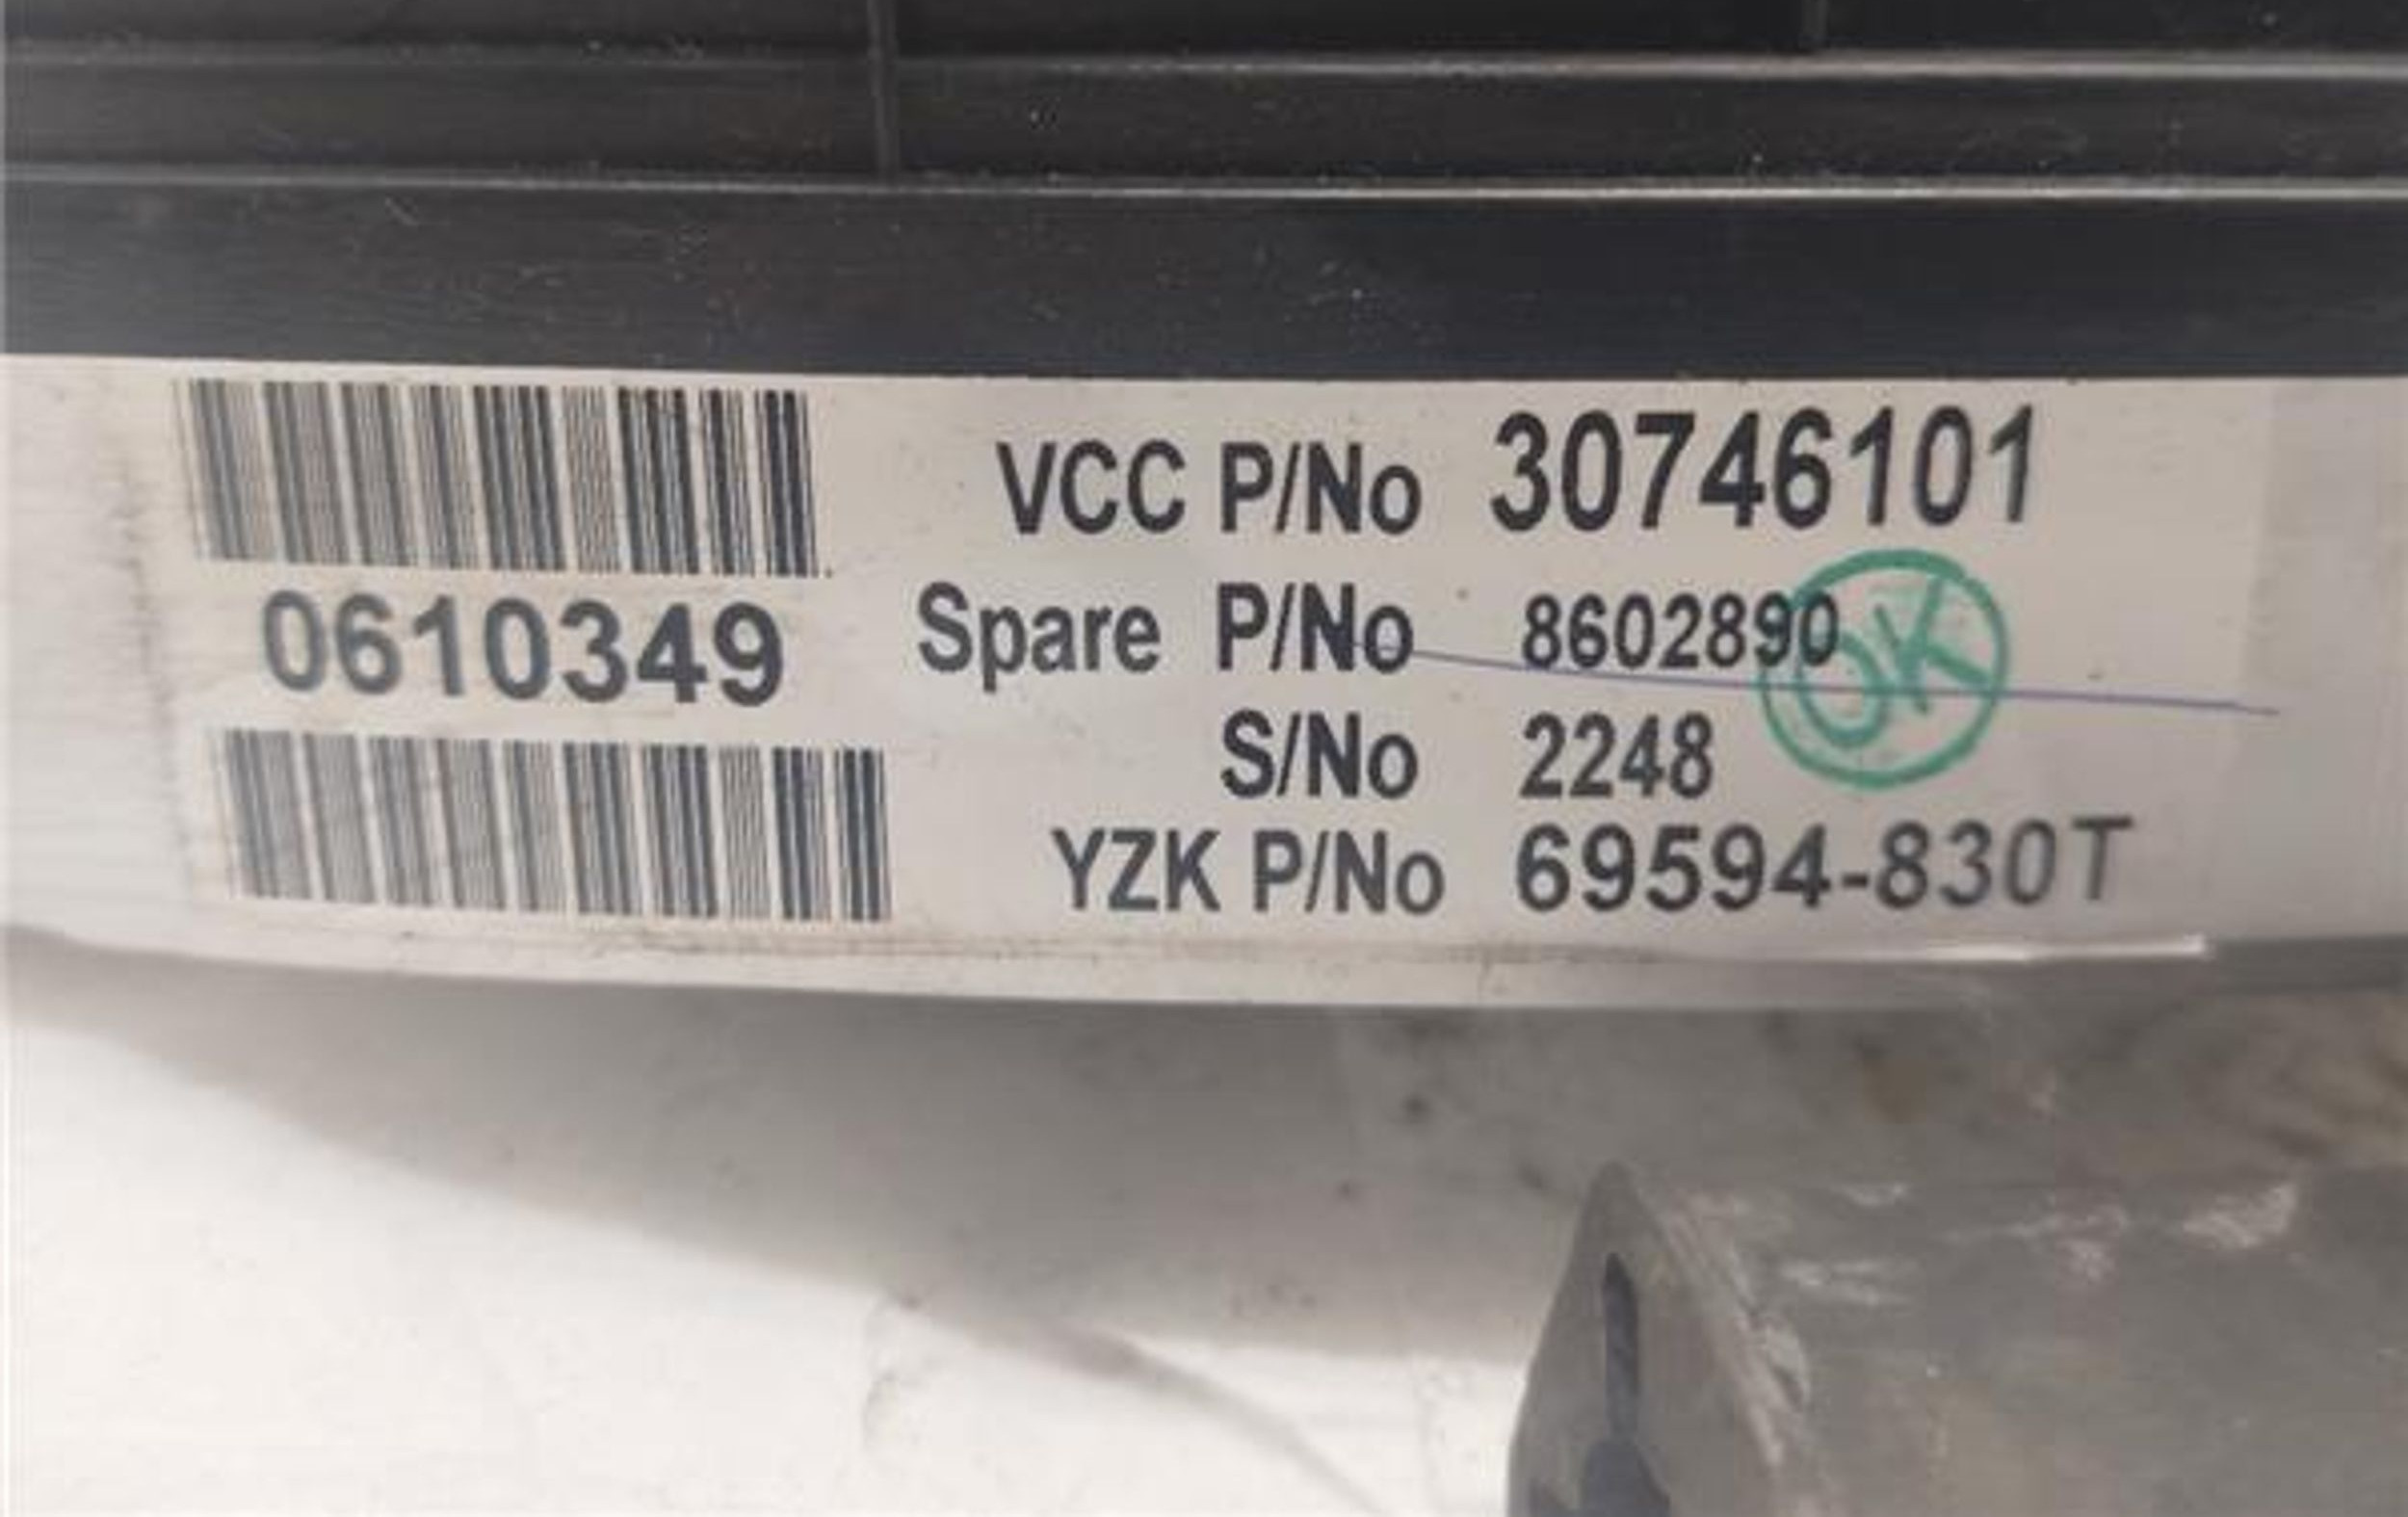 0610349
VCC P/No 30746101
Spare P/No 8602890
OK
S/No 2248
YZK P/No 69594-830T